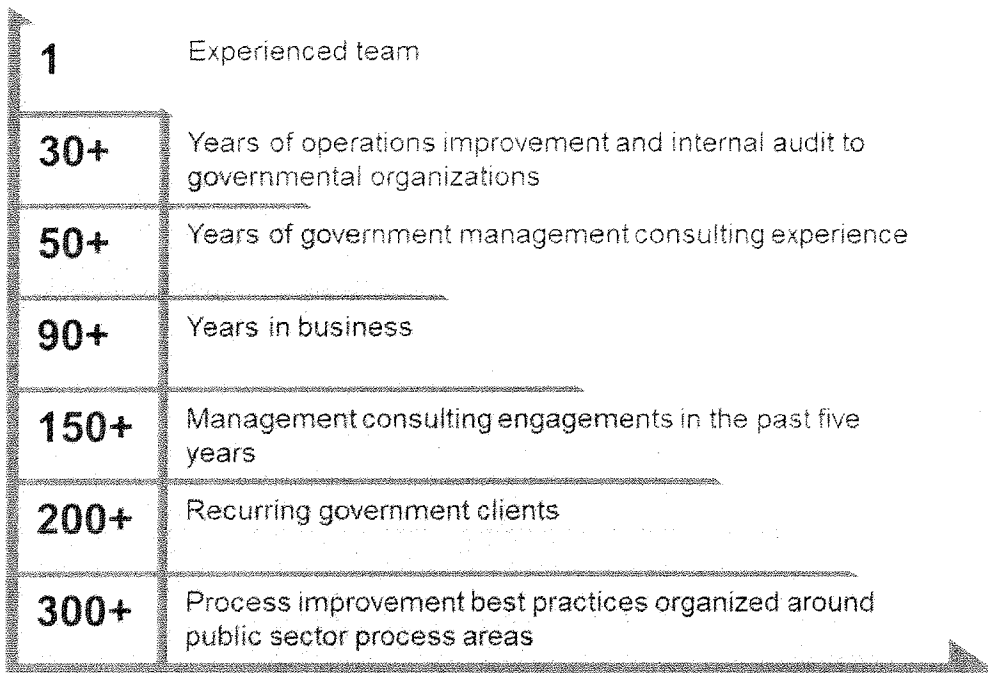 1 Experienced team
30+ Years of operations improvement and internal audit to
governmental organizations
50+ Years of government management consulting experience
90+ Years in business
150+ Management consulting engagements in the past five
years
200+ Recurring government clients
300+ Process improvement best practices organized around
public sector process areas